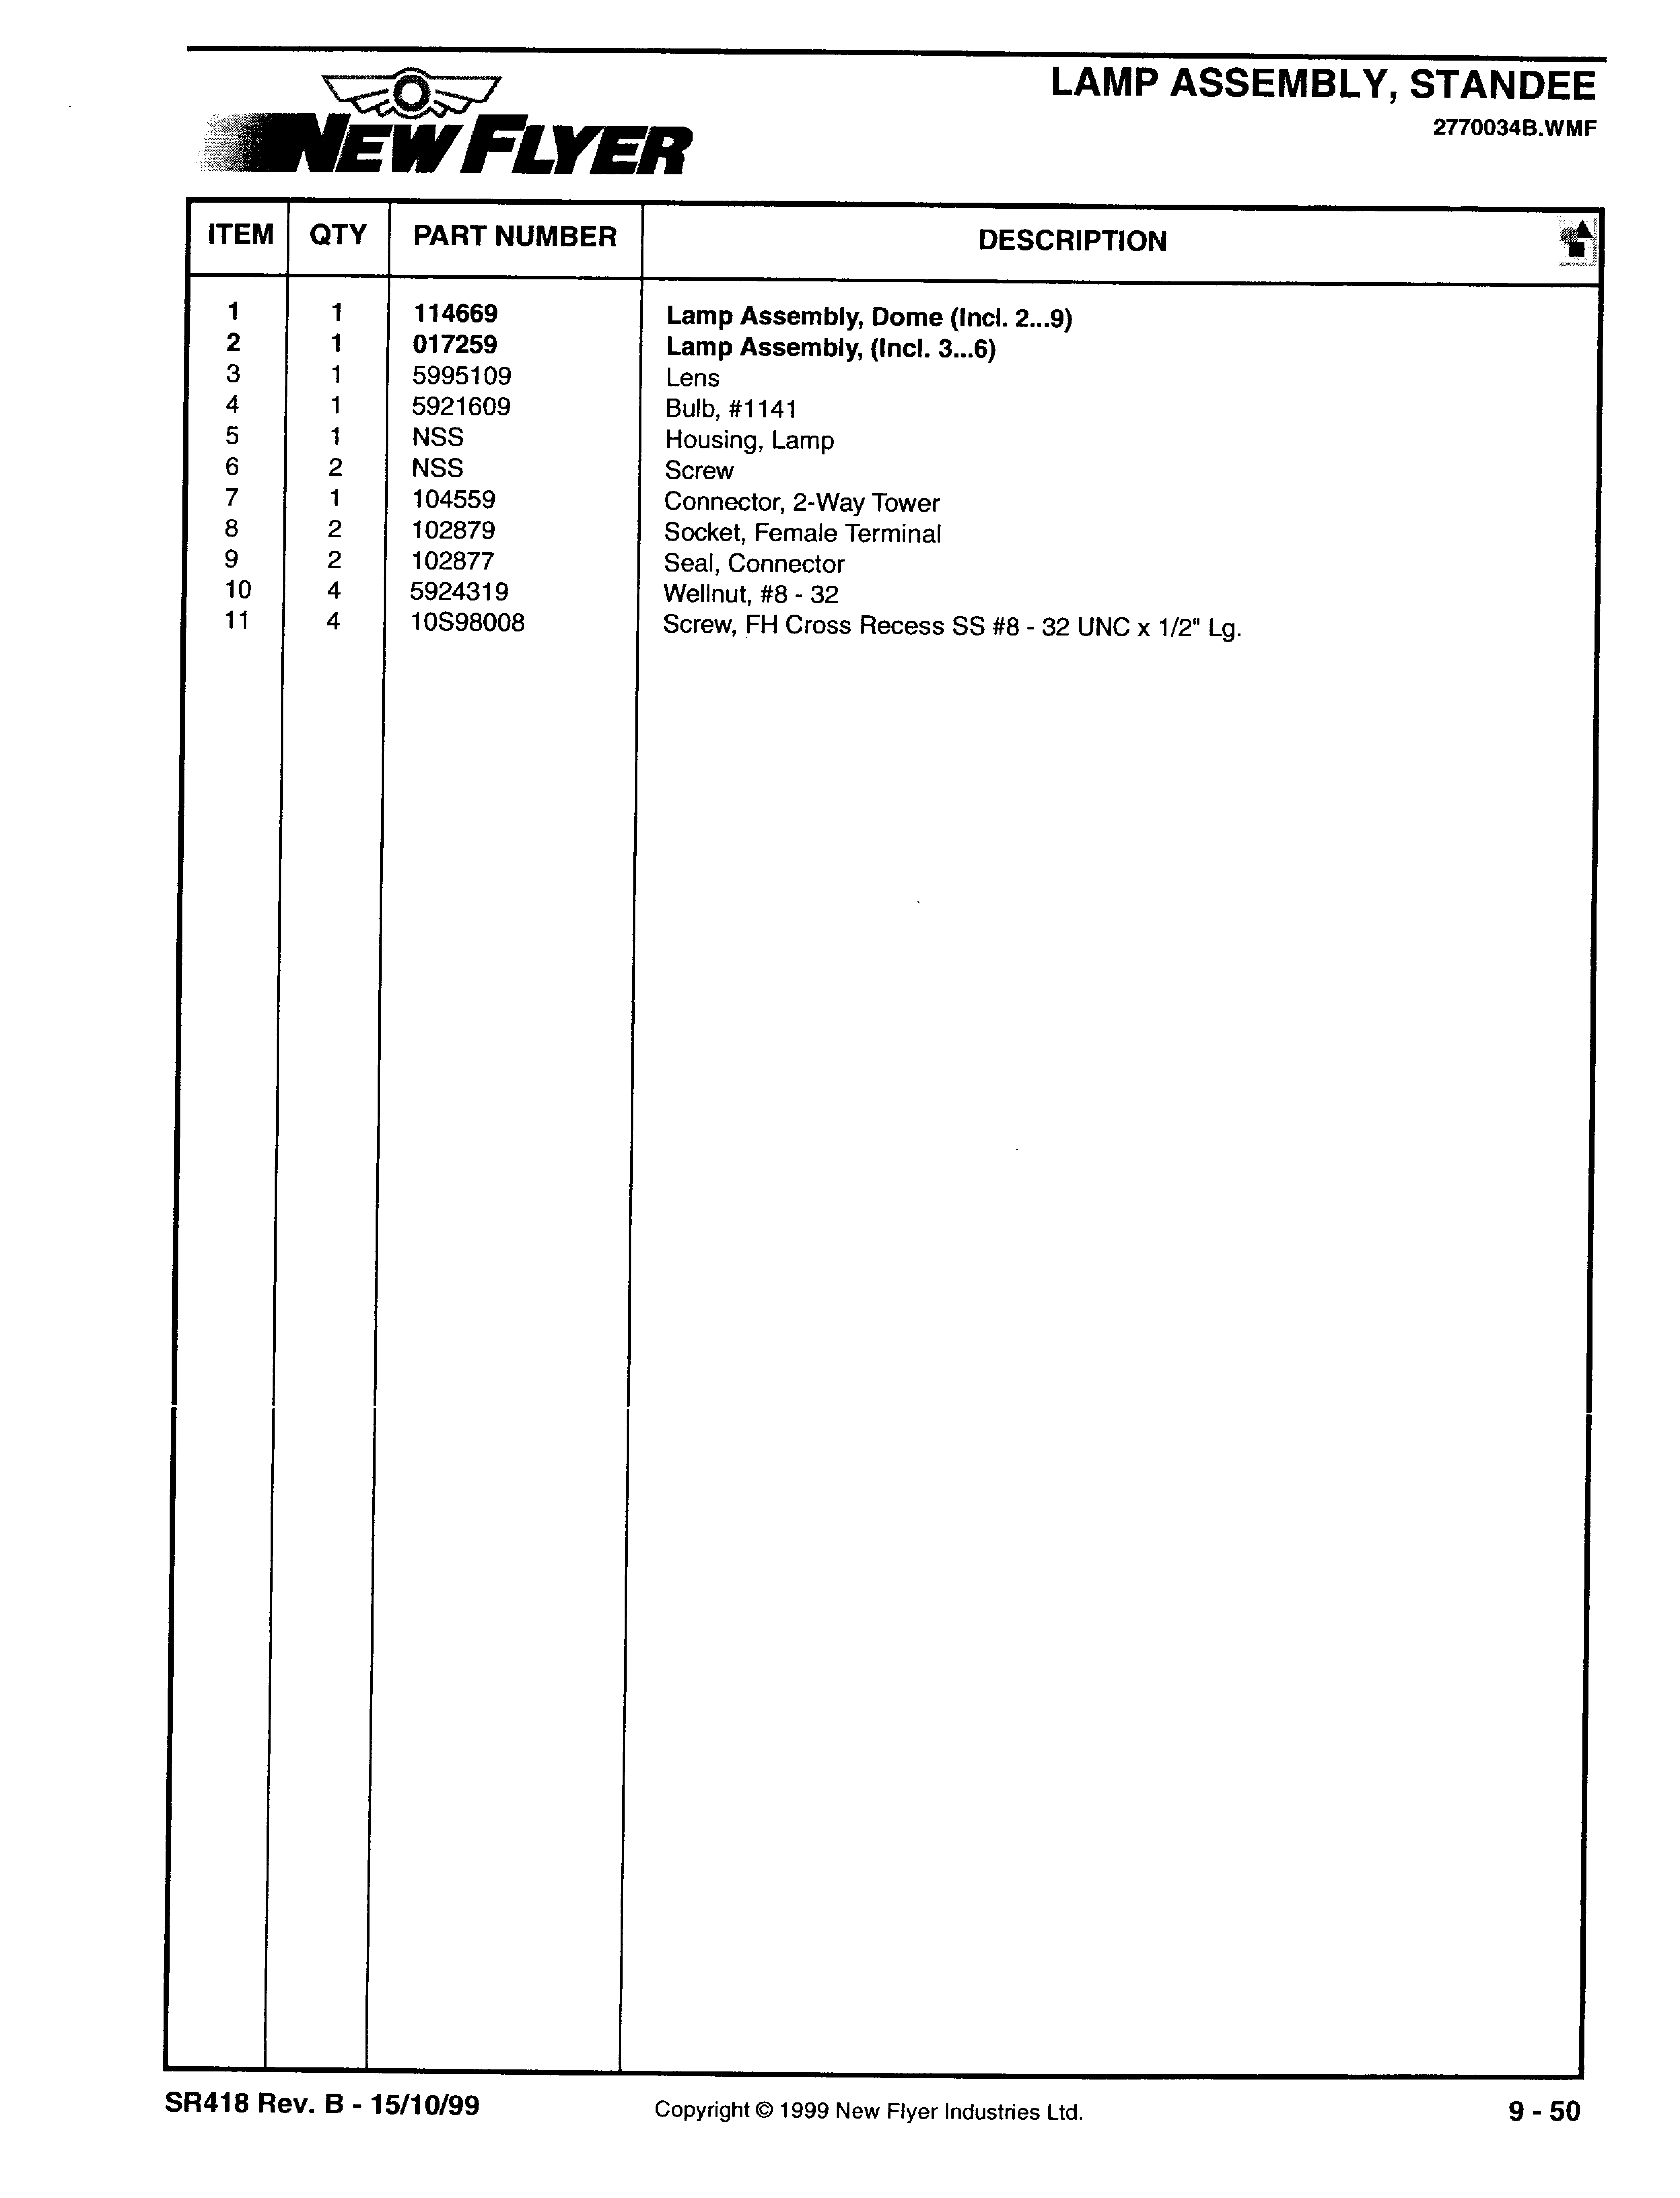 LAMP ASSEMBLY, STANDEE
2770034B.WMF
NEW FLYER
ITEM QTY PART NUMBER DESCRIPTION
1 1 114669 Lamp Assembly, Dome (Incl. 2...9)
2 1 017259 Lamp Assembly, (Incl. 3...6)
3 1 5995109 Lens
4 1 5921609 Bulb, #1141
5 1 NSS Housing, Lamp
6 2 NSS Screw
7 1 104559 Connector, 2-Way Tower
8 2 102879 Socket, Female Terminal
9 2 102877 Seal, Connector
10 4 5924319 Wellnut, #8 - 32
11 4 10S98008 Screw, FH Cross Recess SS #8 - 32 UNC x 1/2" Lg.
SR418 Rev. B - 15/10/99 Copyright © 1999 New Flyer Industries Ltd. 9 - 50